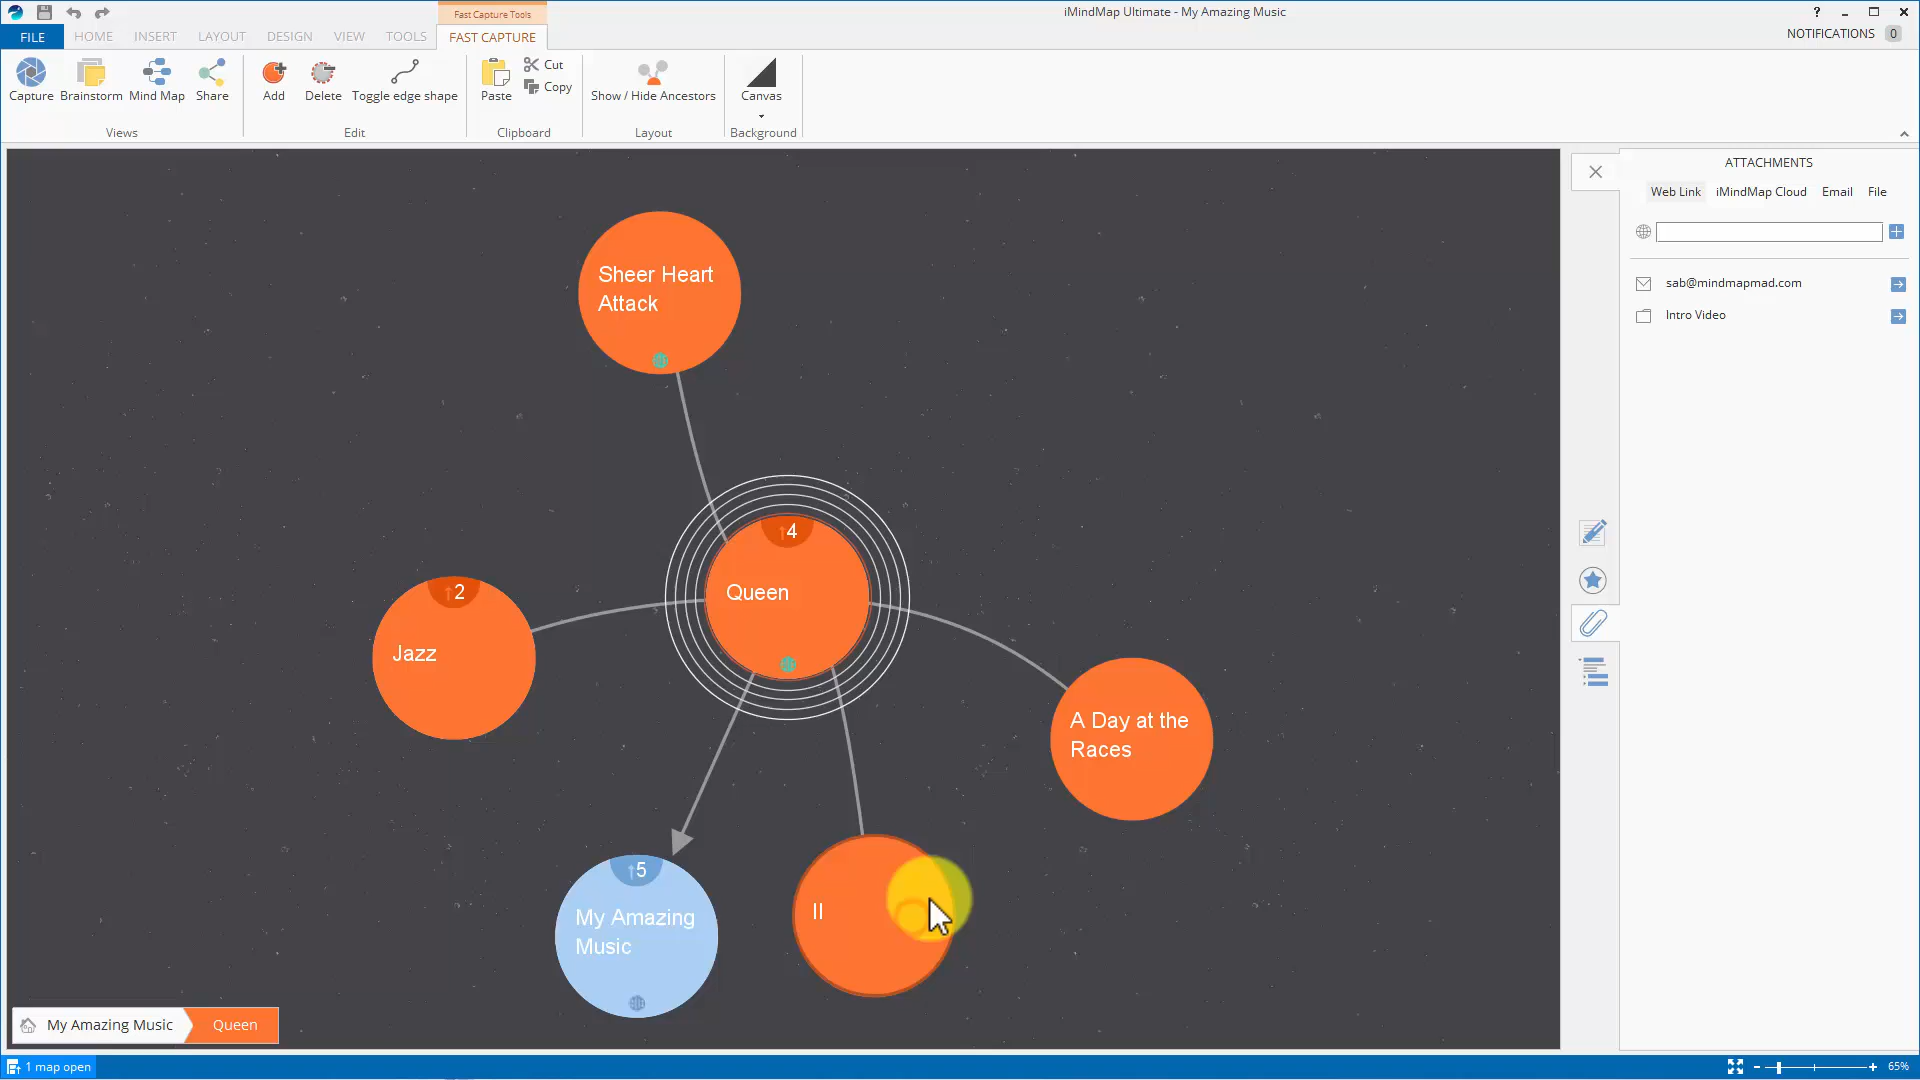 Fast Capture Tools
iMindMap Ultimate - My Amazing Music
?
FILE
HOME
INSERT
LAYOUT
DESIGN
VIEW
TOOLS
FAST CAPTURE
NOTIFICATIONS 0
Capture
Brainstorm
Mind Map
Share
Views
Add
Delete
Toggle edge shape
Edit
Paste
Cut
Copy
Clipboard
Show / Hide Ancestors
Layout
Canvas
Background
ATTACHMENTS
Web Link
iMindMap Cloud
Email
File
sab@mindmapmad.com
Intro Video
Sheer Heart
Attack
↑4
Queen
↑2
Jazz
A Day at the
Races
↑5
My Amazing
Music
II
My Amazing Music
Queen
1 map open
65%